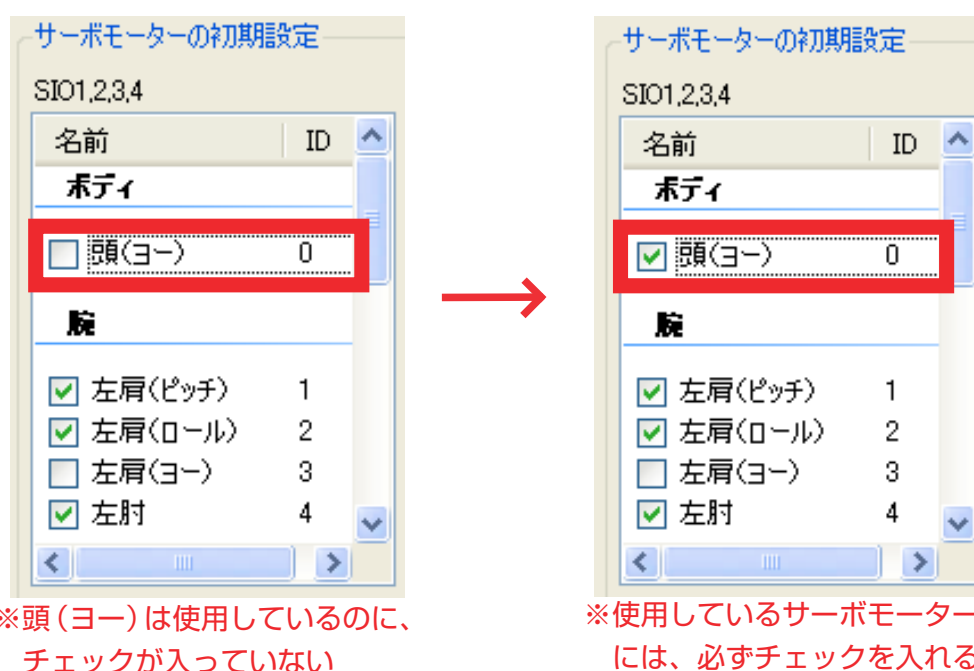 サーボモーターの初期設定
SIO1,2,3,4
名前 ID
ボディ
頭(ヨー) 0
腕
左肩(ピッチ) 1
左肩(ロール) 2
左肩(ヨー) 3
左肘 4
※頭(ヨー)は使用しているのに、
チェックが入っていない
サーボモーターの初期設定
SIO1,2,3,4
名前 ID
ボディ
頭(ヨー) 0
腕
左肩(ピッチ) 1
左肩(ロール) 2
左肩(ヨー) 3
左肘 4
※使用しているサーボモーター
には、必ずチェックを入れる